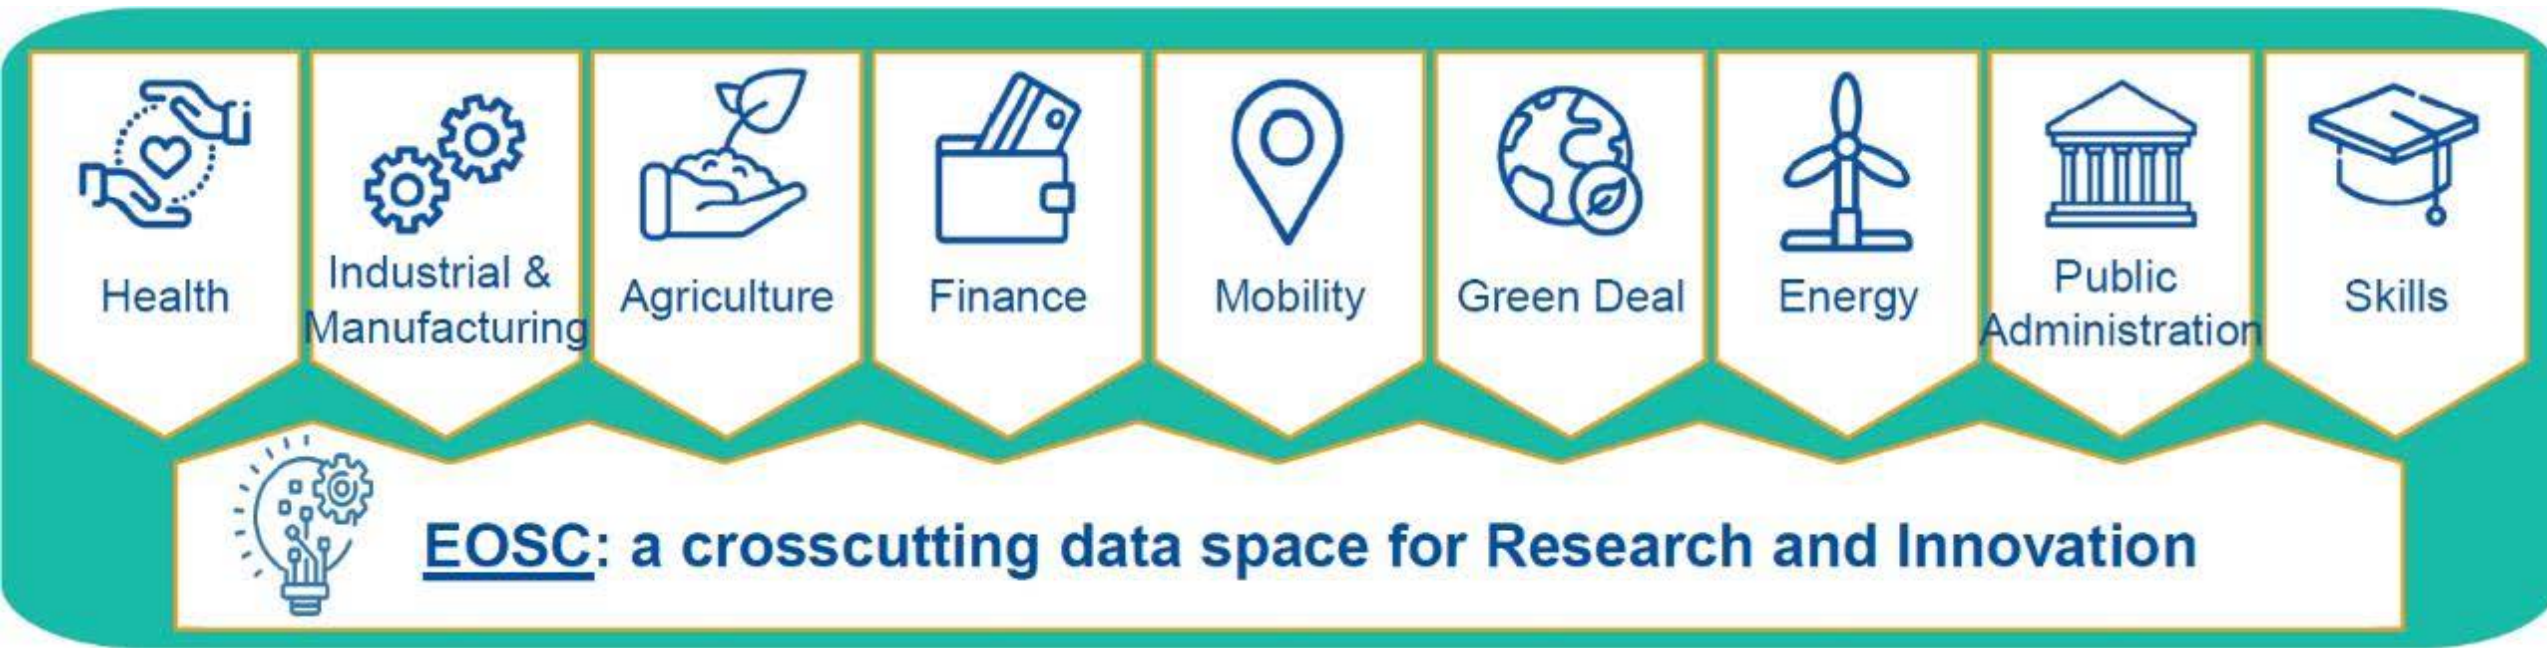 Health
Industrial &
Manufacturing
Agriculture
Finance
Mobility
Green Deal
Energy
Public
Administration
Skills
EOSC: a crosscutting data space for Research and Innovation